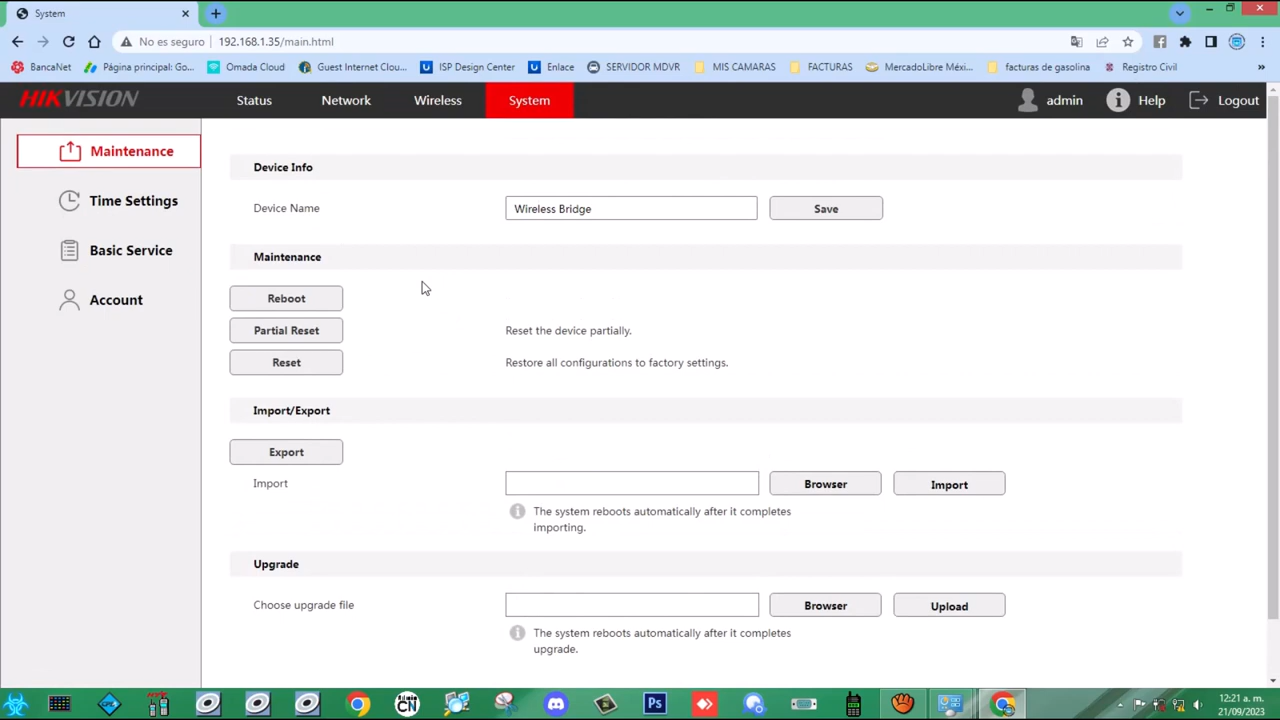 System
No es seguro 192.168.1.35/main.html
BancaNet Página principal: Go... Omada Cloud Guest Internet Clou... ISP Design Center Enlace SERVIDOR MDVR MIS CAMARAS FACTURAS MercadoLibre Méxi... facturas de gasolina Registro Civil »
HIKVISION Status Network Wireless System admin Help Logout
Maintenance
Time Settings
Basic Service
Account
Device Info
Device Name Wireless Bridge Save
Maintenance
Reboot
Partial Reset Reset the device partially.
Reset Restore all configurations to factory settings.
Import/Export
Export
Import Browser Import
The system reboots automatically after it completes
importing.
Upgrade
Choose upgrade file Browser Upload
The system reboots automatically after it completes
upgrade.
Ps
12:21 a. m.
21/09/2023